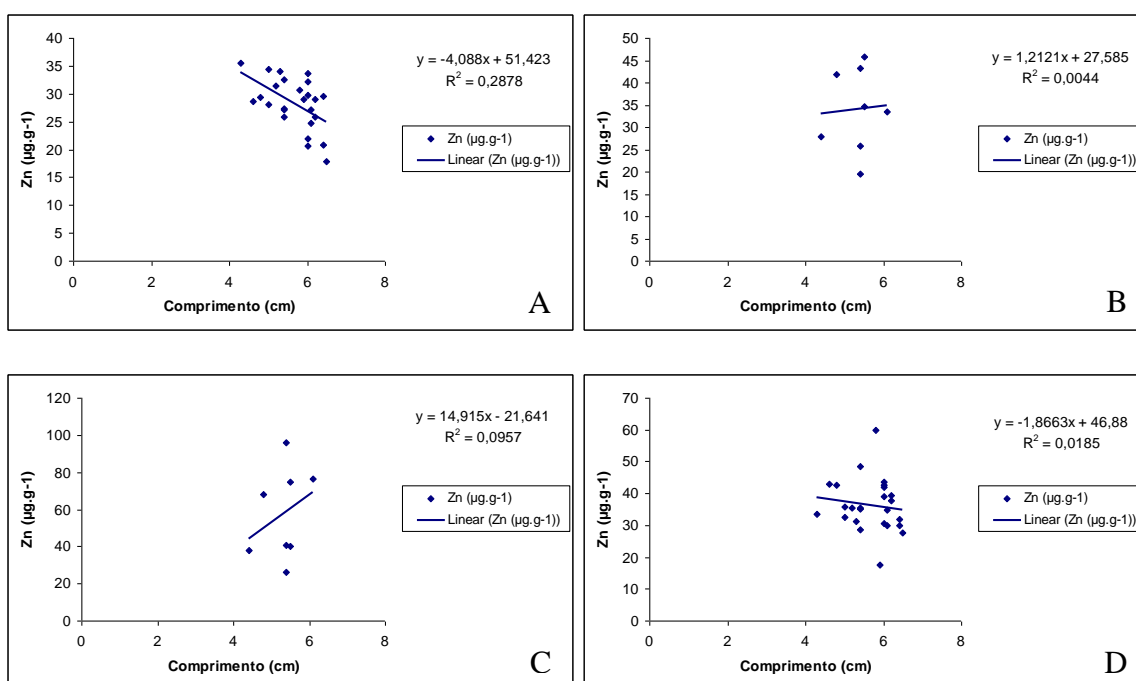 y = -4,088x + 51,423
R² = 0,2878
40
35
30
25
20
15
10
5
0
Zn (µg.g-1)
Zn (µg.g-1)
Linear (Zn (µg.g-1))
0 2 4 6 8
Comprimento (cm)
A
y = 1,2121x + 27,585
R² = 0,0044
50
45
40
35
30
25
20
15
10
5
0
Zn (µg.g-1)
Zn (µg.g-1)
Linear (Zn (µg.g-1))
0 2 4 6 8
Comprimento (cm)
B
y = 14,915x - 21,641
R² = 0,0957
120
100
80
60
40
20
0
Zn (µg.g-1)
Zn (µg.g-1)
Linear (Zn (µg.g-1))
0 2 4 6 8
Comprimento (cm)
C
y = -1,8663x + 46,88
R² = 0,0185
70
60
50
40
30
20
10
0
Zn (µg.g-1)
Zn (µg.g-1)
Linear (Zn (µg.g-1))
0 2 4 6 8
Comprimento (cm)
D